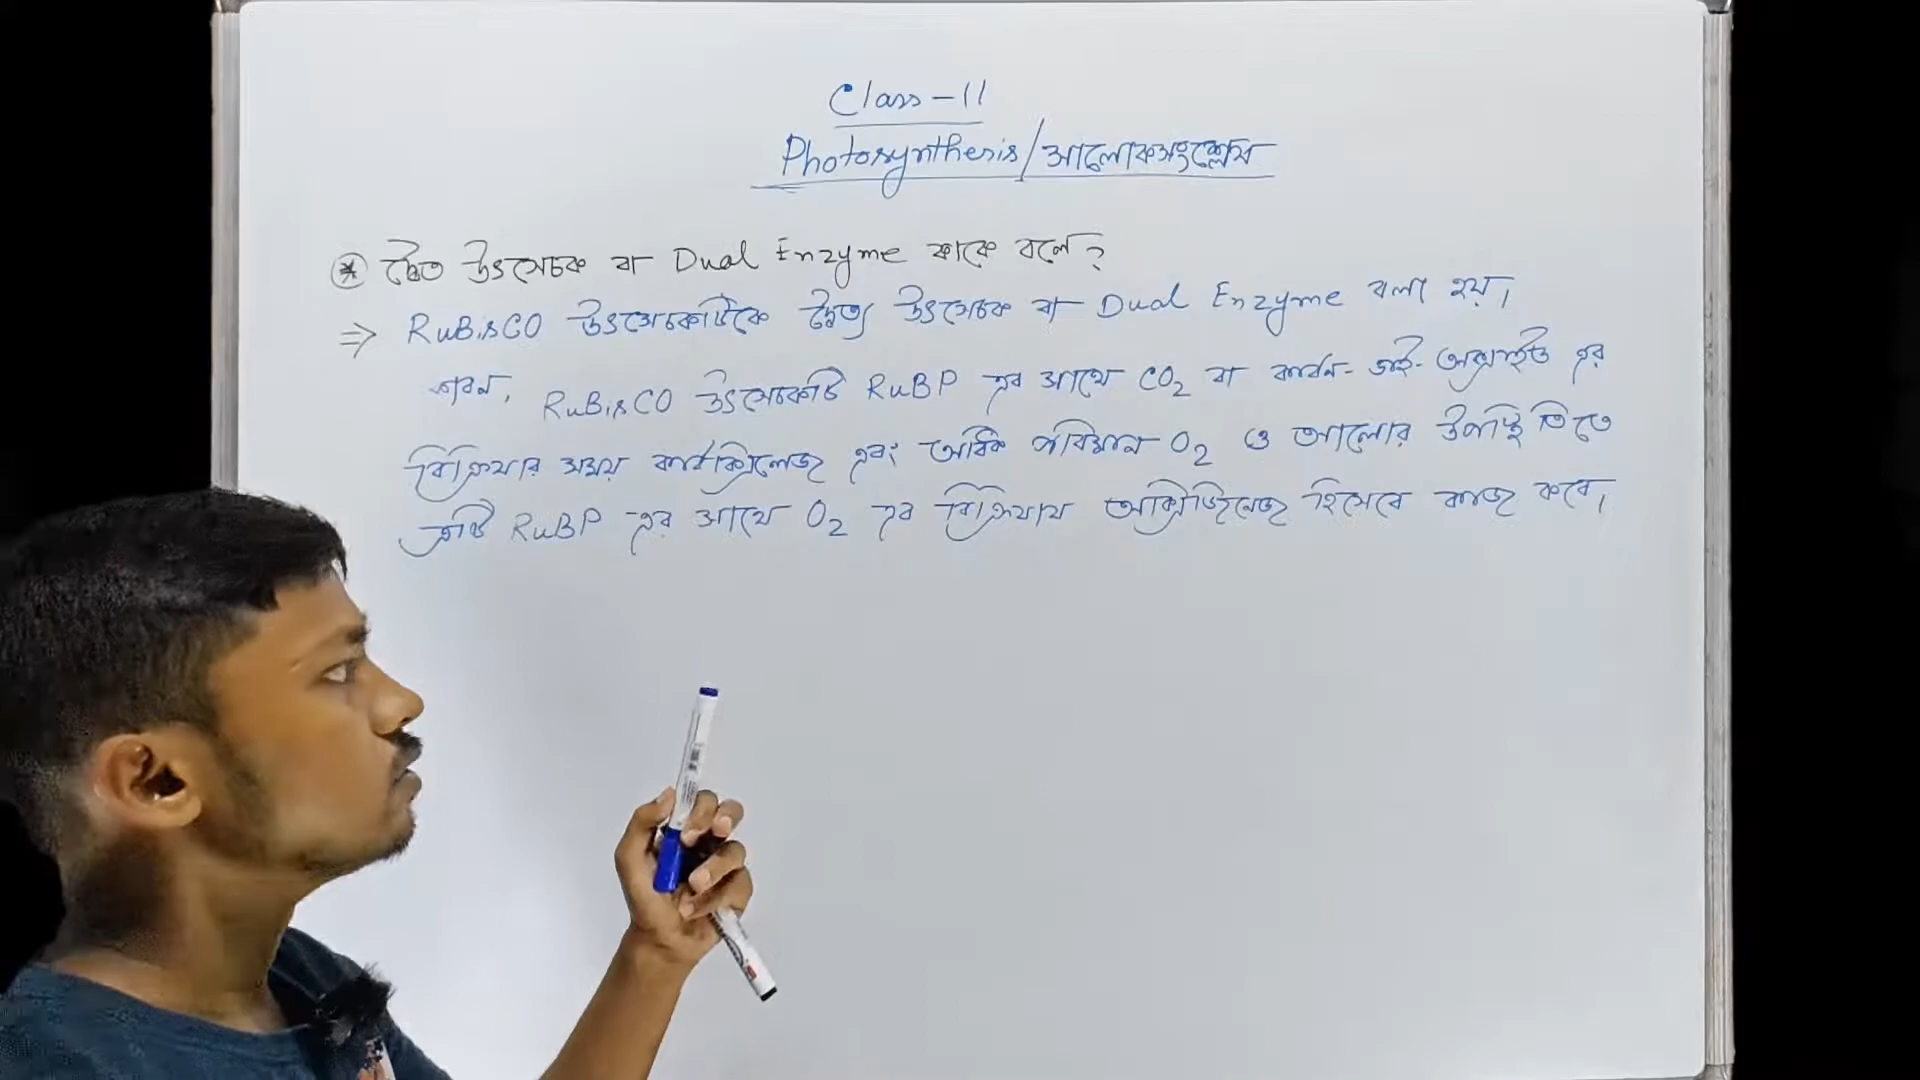 Class - 11
Photosynthesis/আলোকসংশ্লেষ
* দ্বৈত উৎসেচক বা Dual Enzyme কাকে বলে?
⇒ RuBisCO উৎসেচকটিকে দ্বৈত্য উৎসেচক বা Dual Enzyme বলা হয়।
কারন, RuBisCO উৎসেচকটি RuBP এর সাথে CO₂ বা কার্বন-ডাই-অক্সাইড এর
বিক্রিয়ার সময় কার্বক্সিলেজ এবং অধিক পরিমান O₂ ও আলোর উপস্থিতিতে
এটি RuBP এর সাথে O₂ এর বিক্রিয়ায় অক্সিজিনেজ হিসেবে কাজ করে।